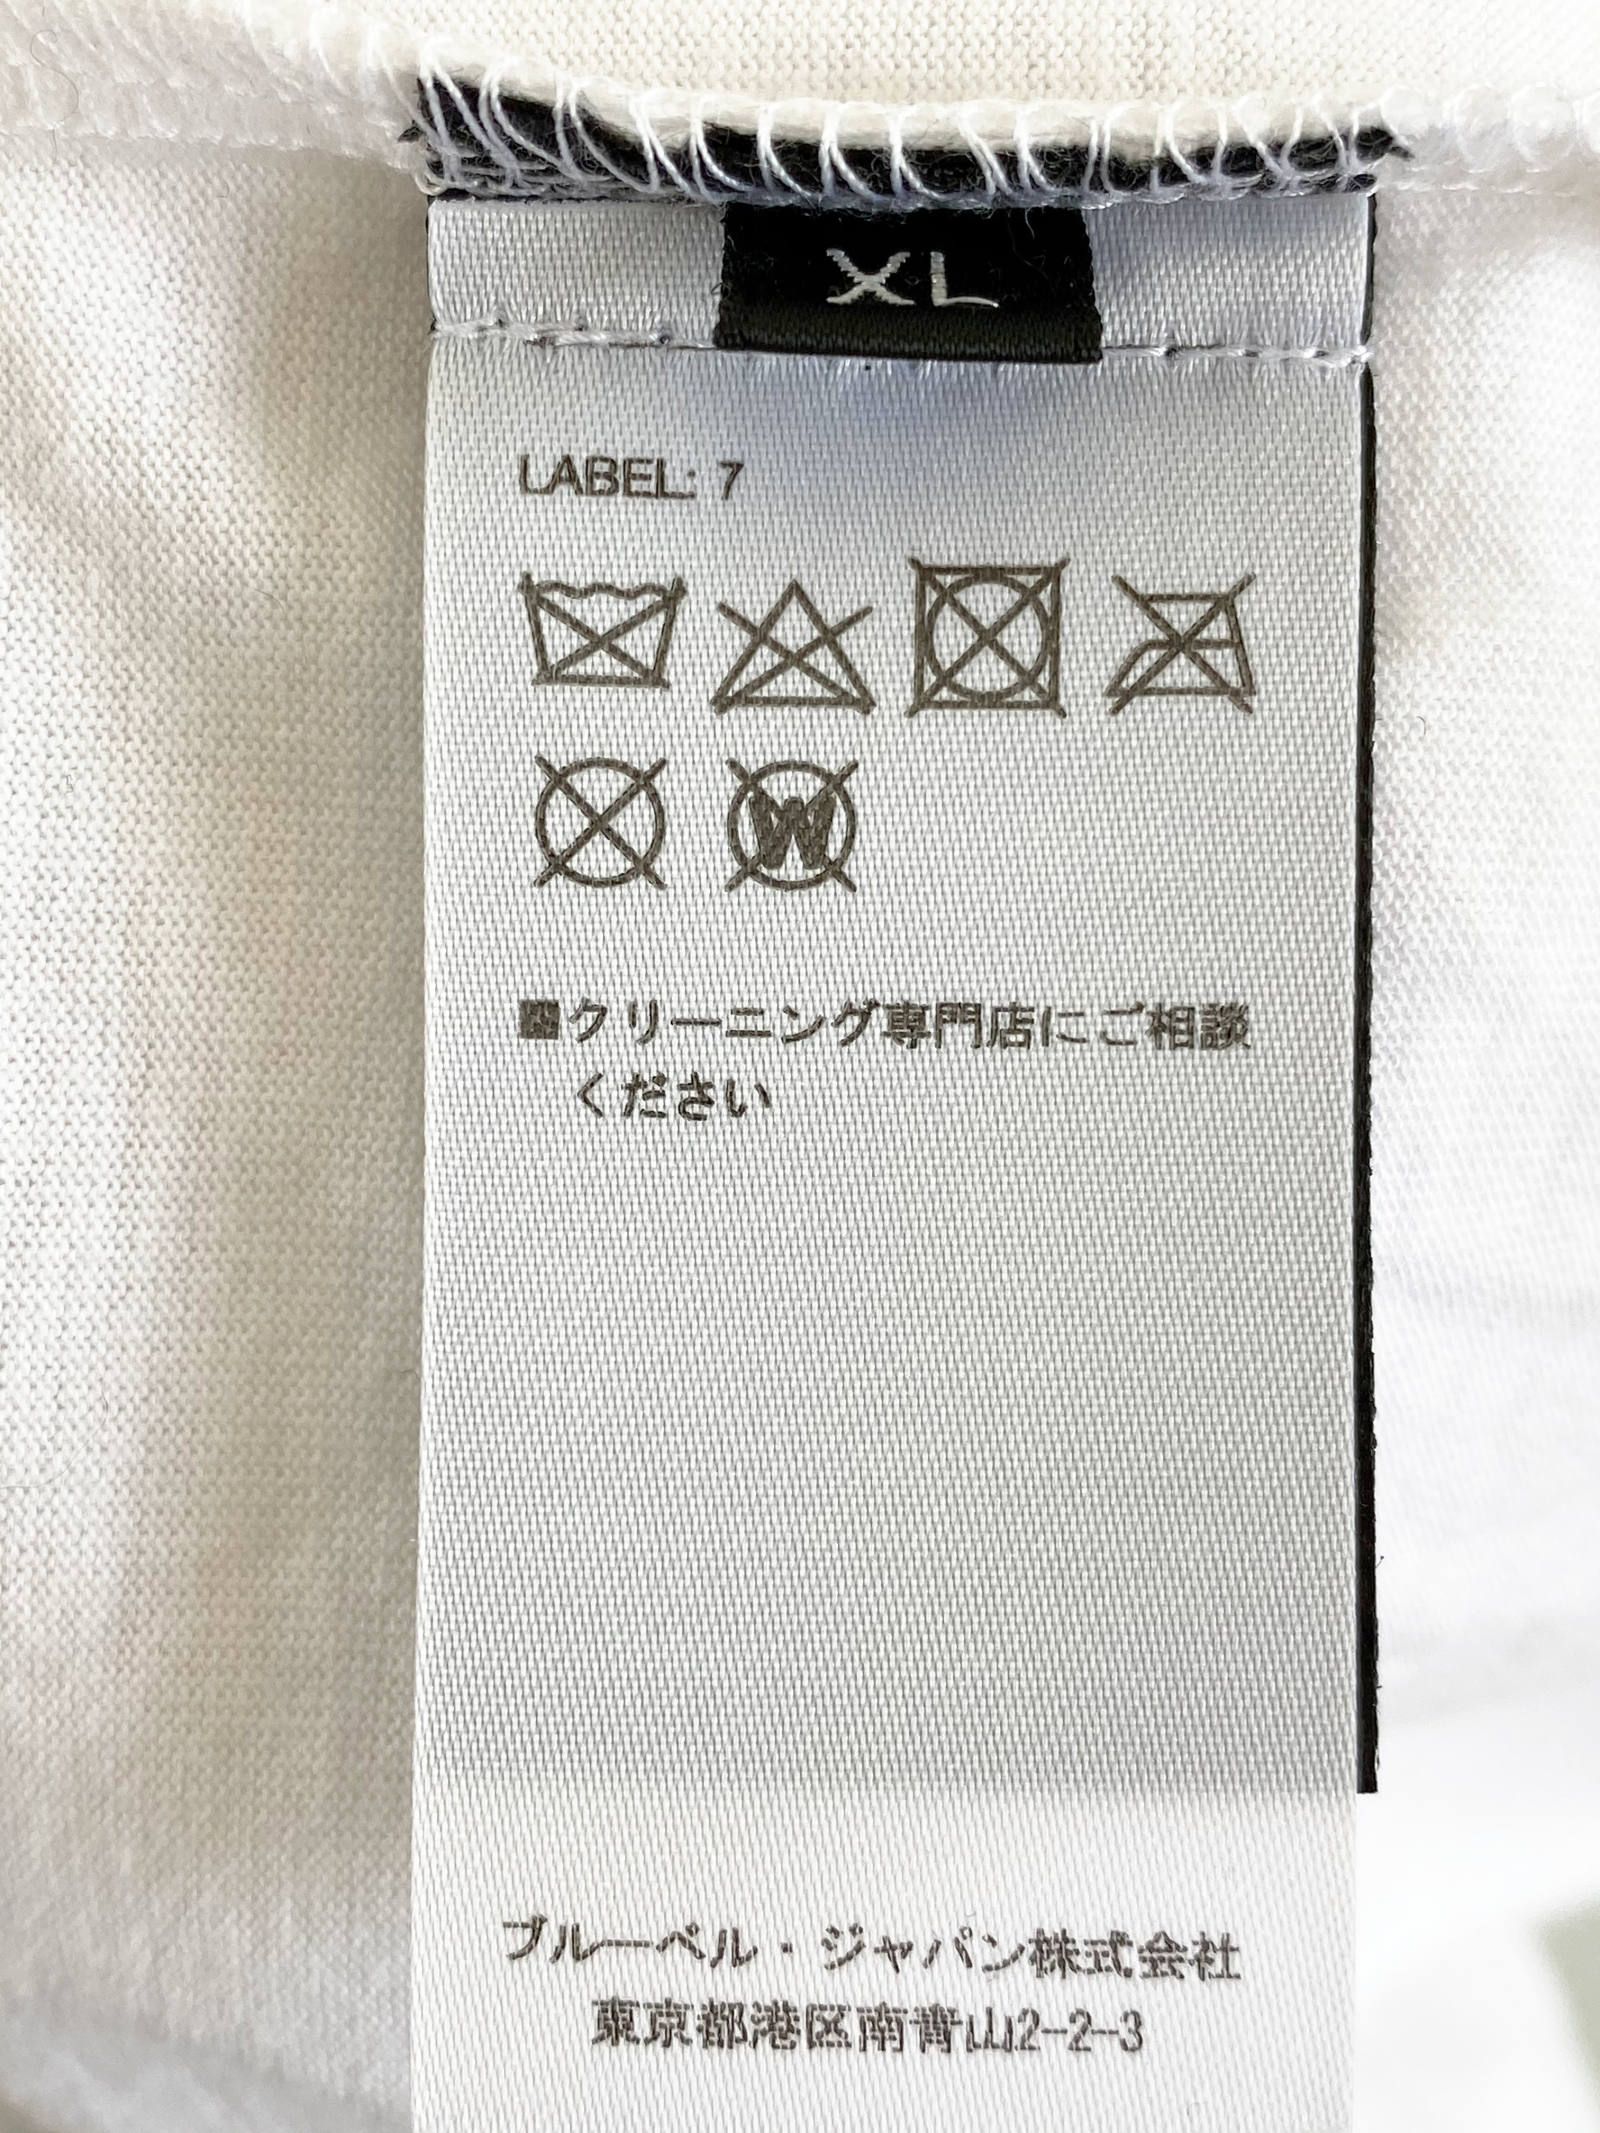 XL
LABEL: 7
W
■クリーニング専門店にご相談
ください
ブルーベル・ジャパン株式会社
東京都港区南青山2-2-3